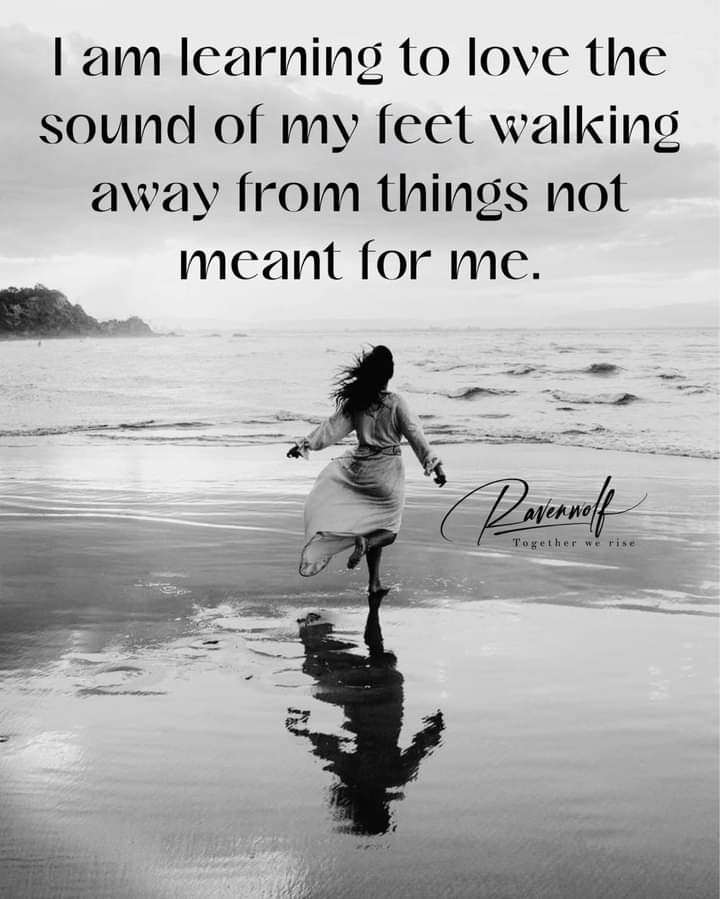 I am learning to love the
sound of my feet walking
away from things not
meant for me.
Ravenwolf
Together we rise